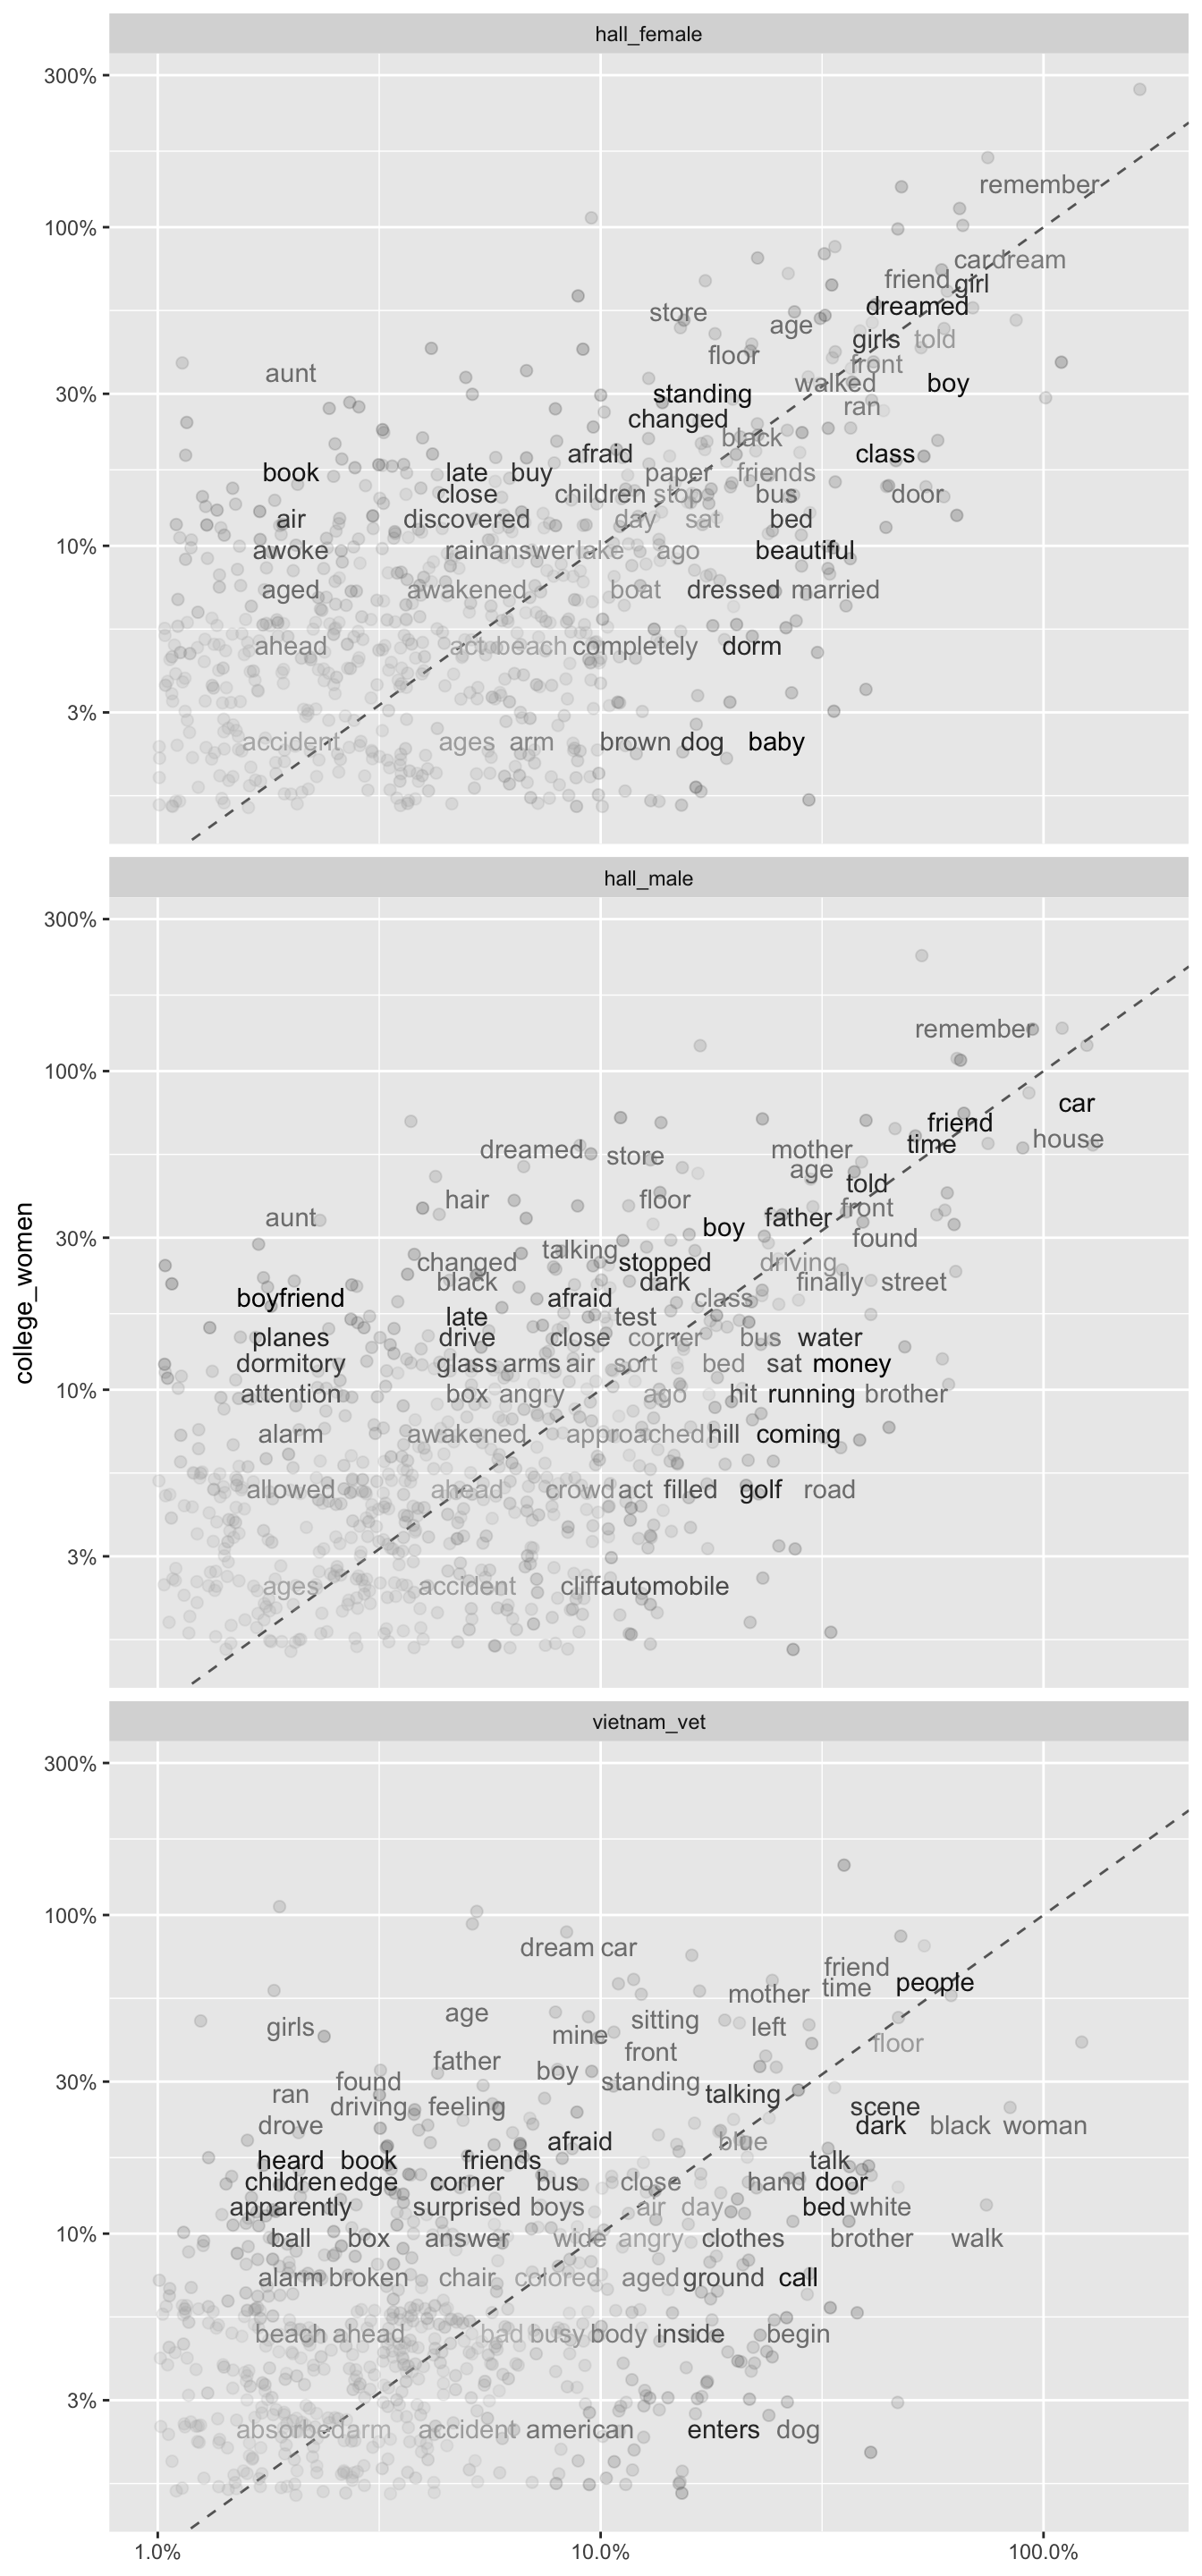 hall_female
300%
remember
100%
car dream
friend girl
dreamed
store
age
girls told
floor
front
aunt
walked boy
30%
standing
ran
changed
black
afraid class
book late buy paper friends
close children stops bus door
air discovered day sat bed
10%
awoke rain answer lake ago beautiful
aged awakened boat dressed married
ahead beach completely dorm
3%
accident ages arm brown dog baby
hall_male
300%
remember
100%
car
friend
time house
dreamed store mother
age
told
hair floor front
aunt boy father
30%
found
talking
changed stopped driving
black dark finally street
boyfriend afraid class
late test
planes drive close corner bus water
dormitory glass arms air sort bed sat money
10%
attention box angry ago hit running brother
alarm awakened approached hill coming
allowed ahead crowd act filled golf road
3%
ages accident cliff automobile
college_women
vietnam_vet
300%
100%
dream car
friend
time people
mother
age sitting
girls mine left
floor
front
father
boy
30%
found standing
ran talking
driving feeling scene
drove dark black woman
afraid blue
heard book friends talk
children edge corner bus close hand door
apparently surprised boys air day bed white
10%
ball box answer wide angry clothes brother walk
alarm broken chair colored aged ground call
beach ahead bad busy body inside begin
3%
absorbed arm accident american enters dog
1.0% 10.0% 100.0%